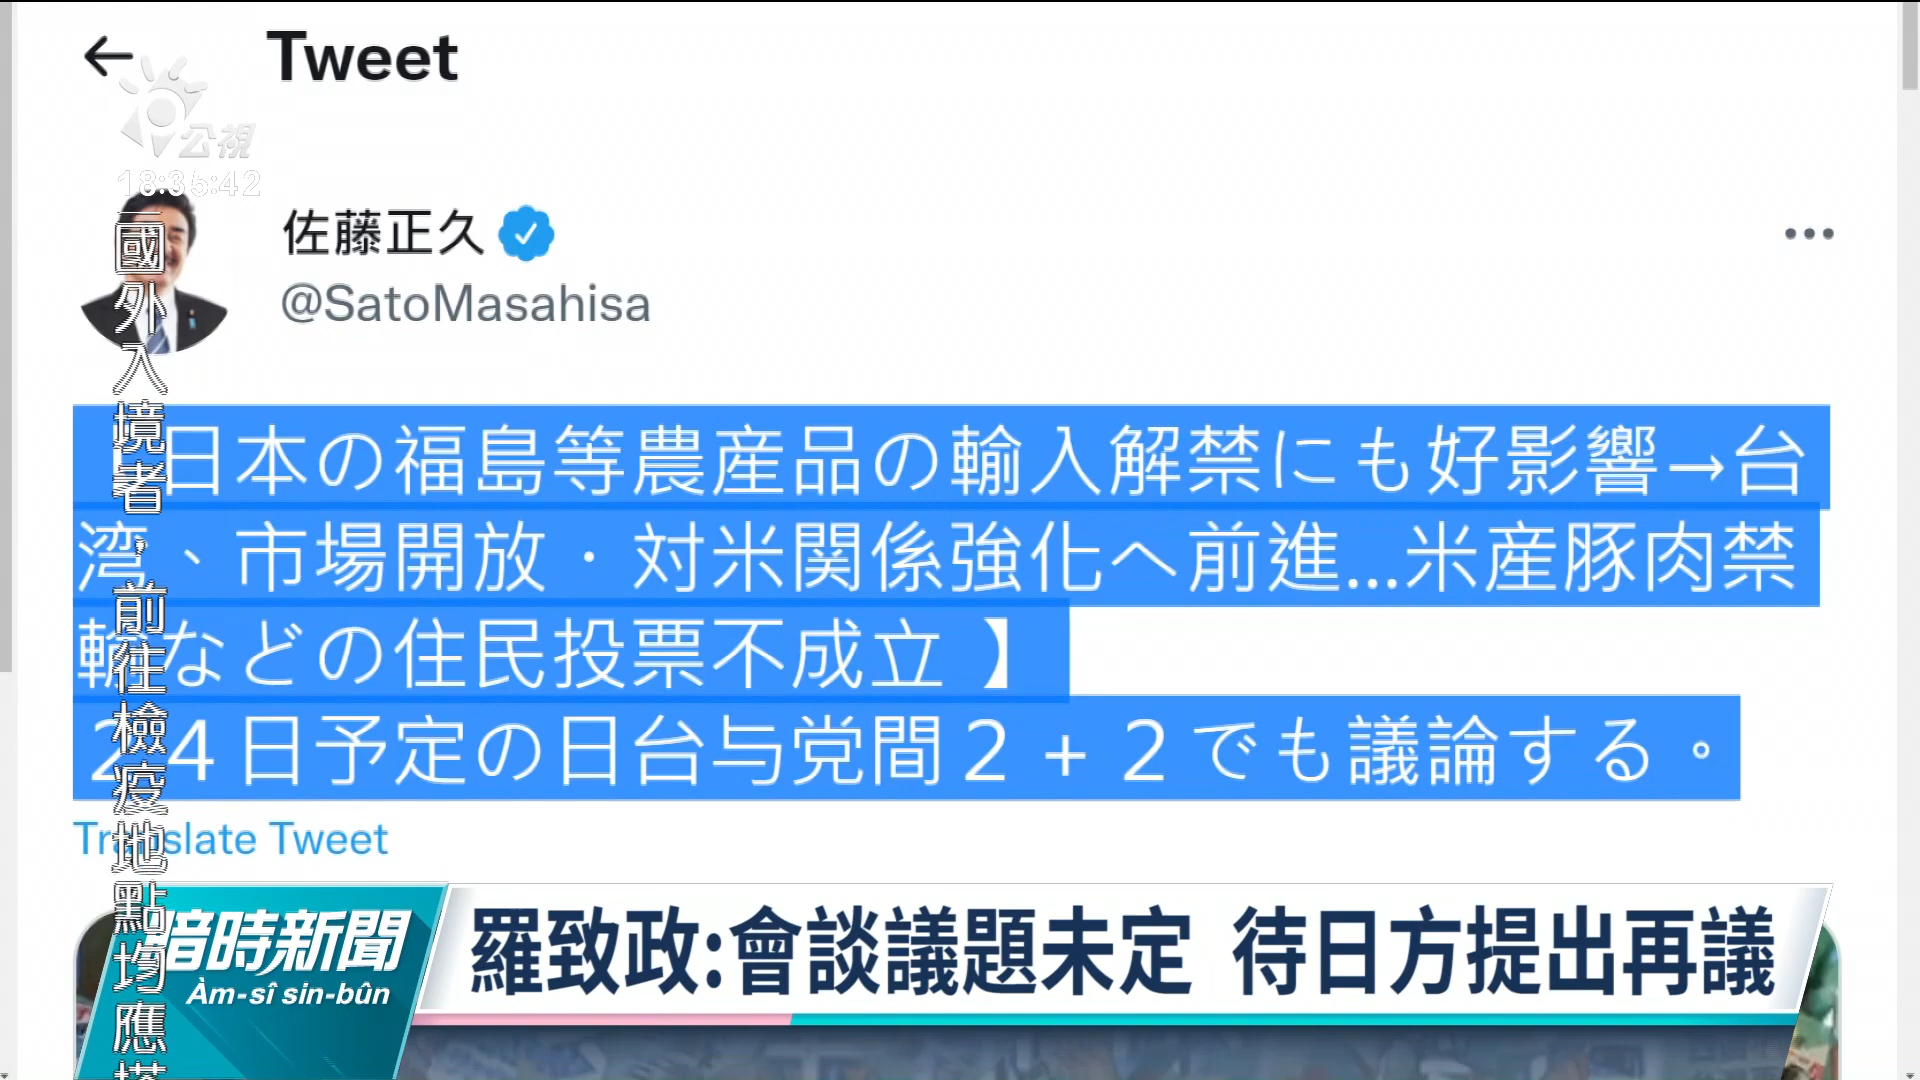 Tweet
公視
18:35:42
佐藤正久
@SatoMasahisa
【日本の福島等農産品の輸入解禁にも好影響→台
湾、市場開放・対米関係強化へ前進...米産豚肉禁
輸などの住民投票不成立 】
２４日予定の日台与党間２＋２でも議論する。
Translate Tweet
國外入境者，前往檢疫地點均應搭
暗時新聞
Àm-sî sin-bûn
羅致政:會談議題未定 待日方提出再議